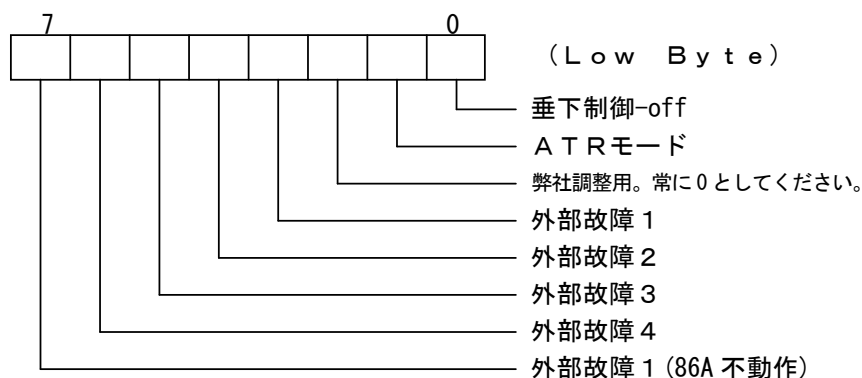 7 0
(Low Byte)
垂下制御-off
ATRモード
弊社調整用。常に0としてください。
外部故障1
外部故障2
外部故障3
外部故障4
外部故障1(86A不動作)